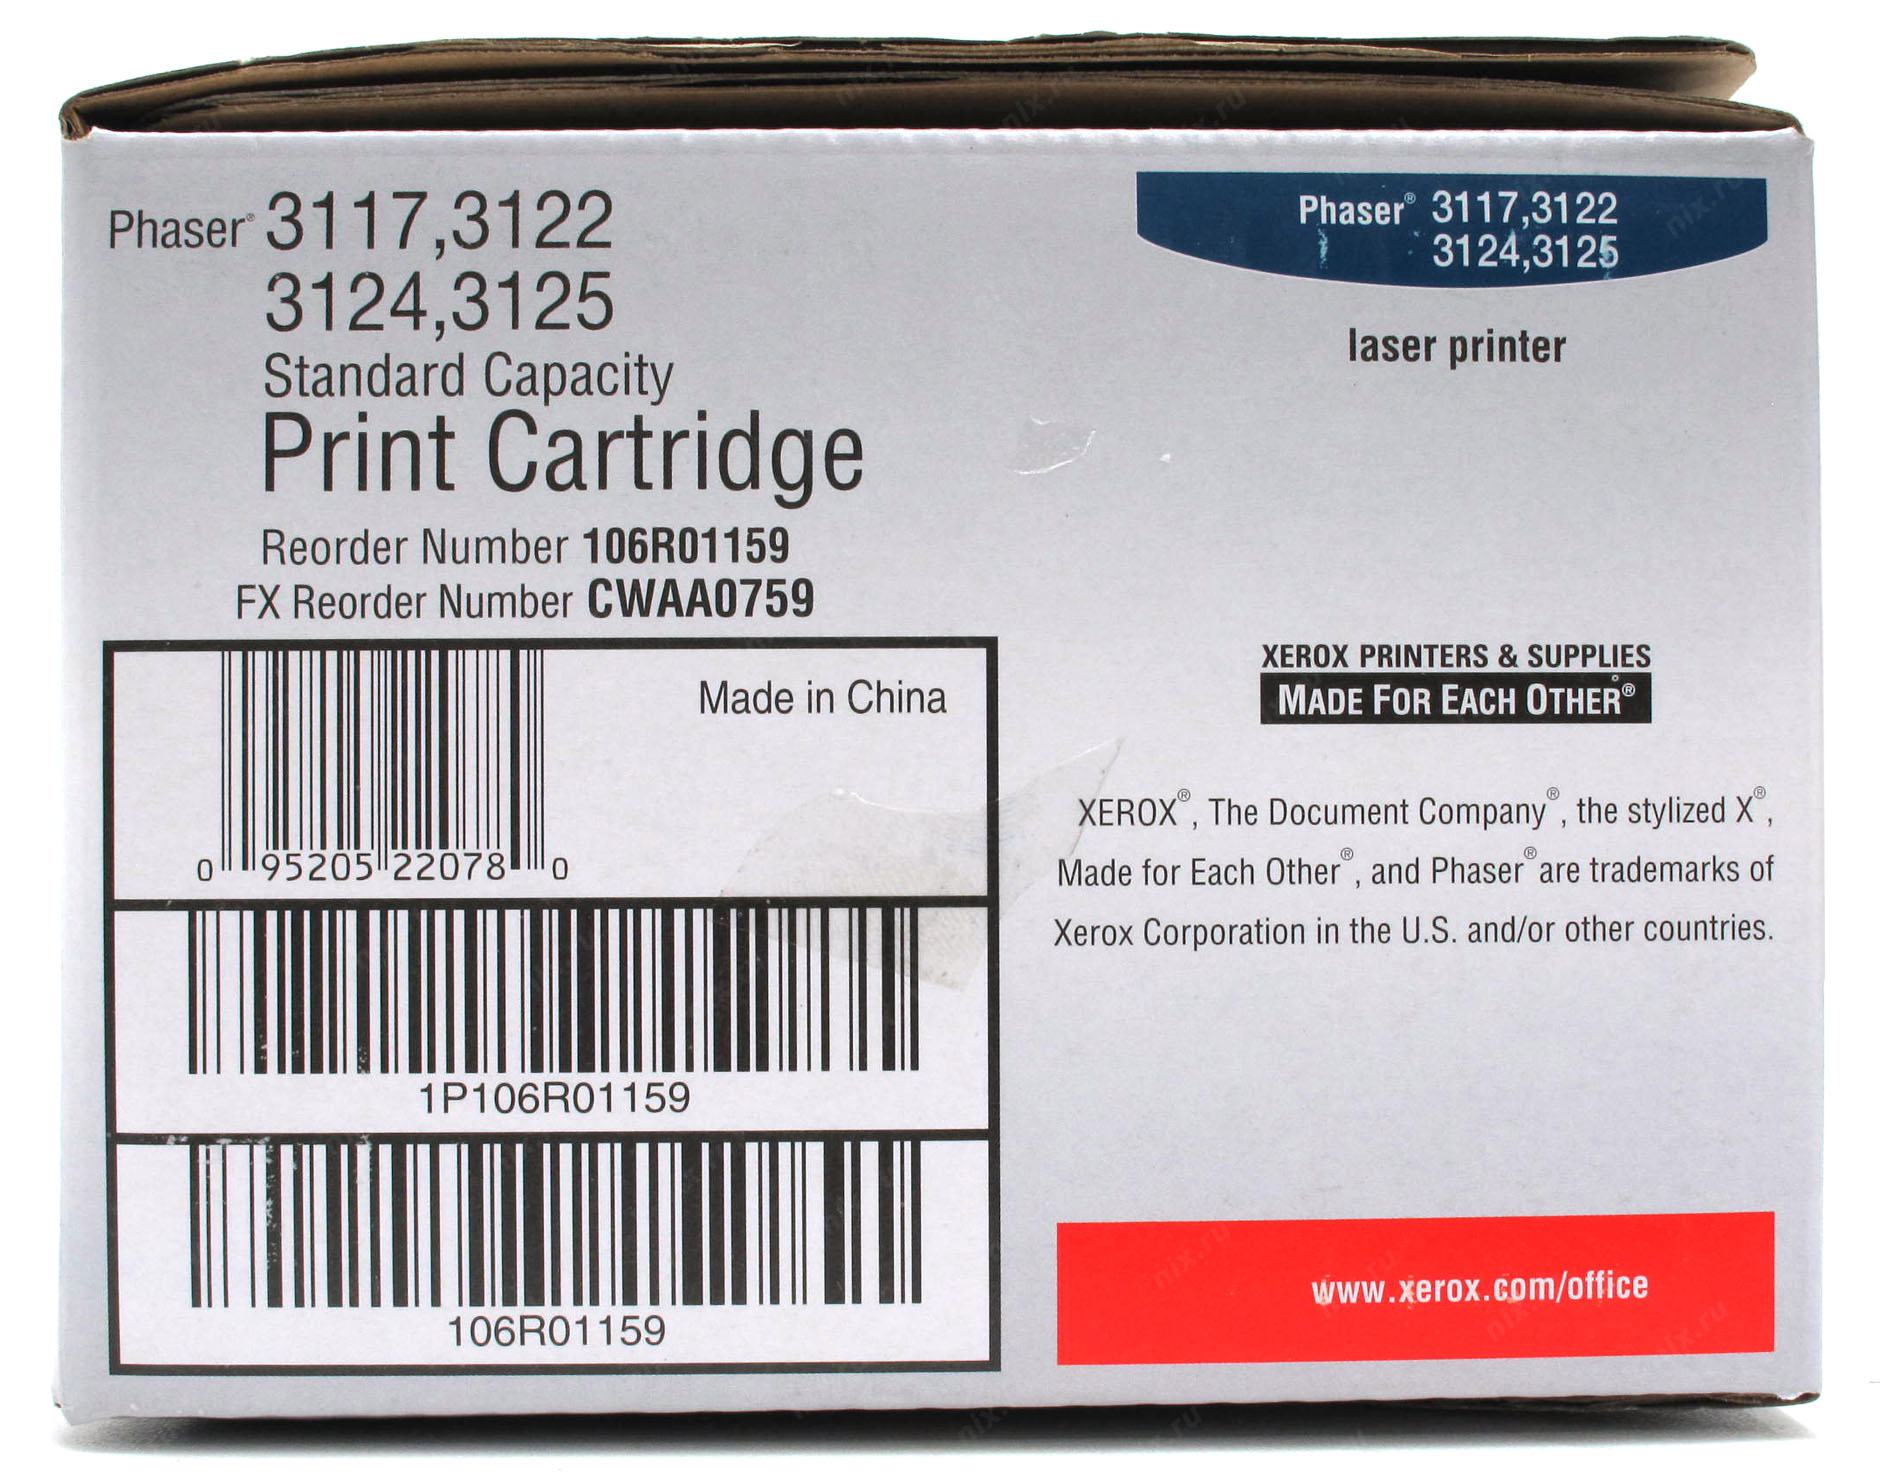 Phaser® 3117,3122
3124,3125
Standard Capacity
Print Cartridge
Reorder Number 106R01159
FX Reorder Number CWAA0759
Made in China
0 95205 22078 0
1P106R01159
106R01159
Phaser® 3117,3122
3124,3125
laser printer
XEROX PRINTERS & SUPPLIES
MADE FOR EACH OTHER®
XEROX®, The Document Company®, the stylized X®,
Made for Each Other®, and Phaser® are trademarks of
Xerox Corporation in the U.S. and/or other countries.
www.xerox.com/office
nix.ru